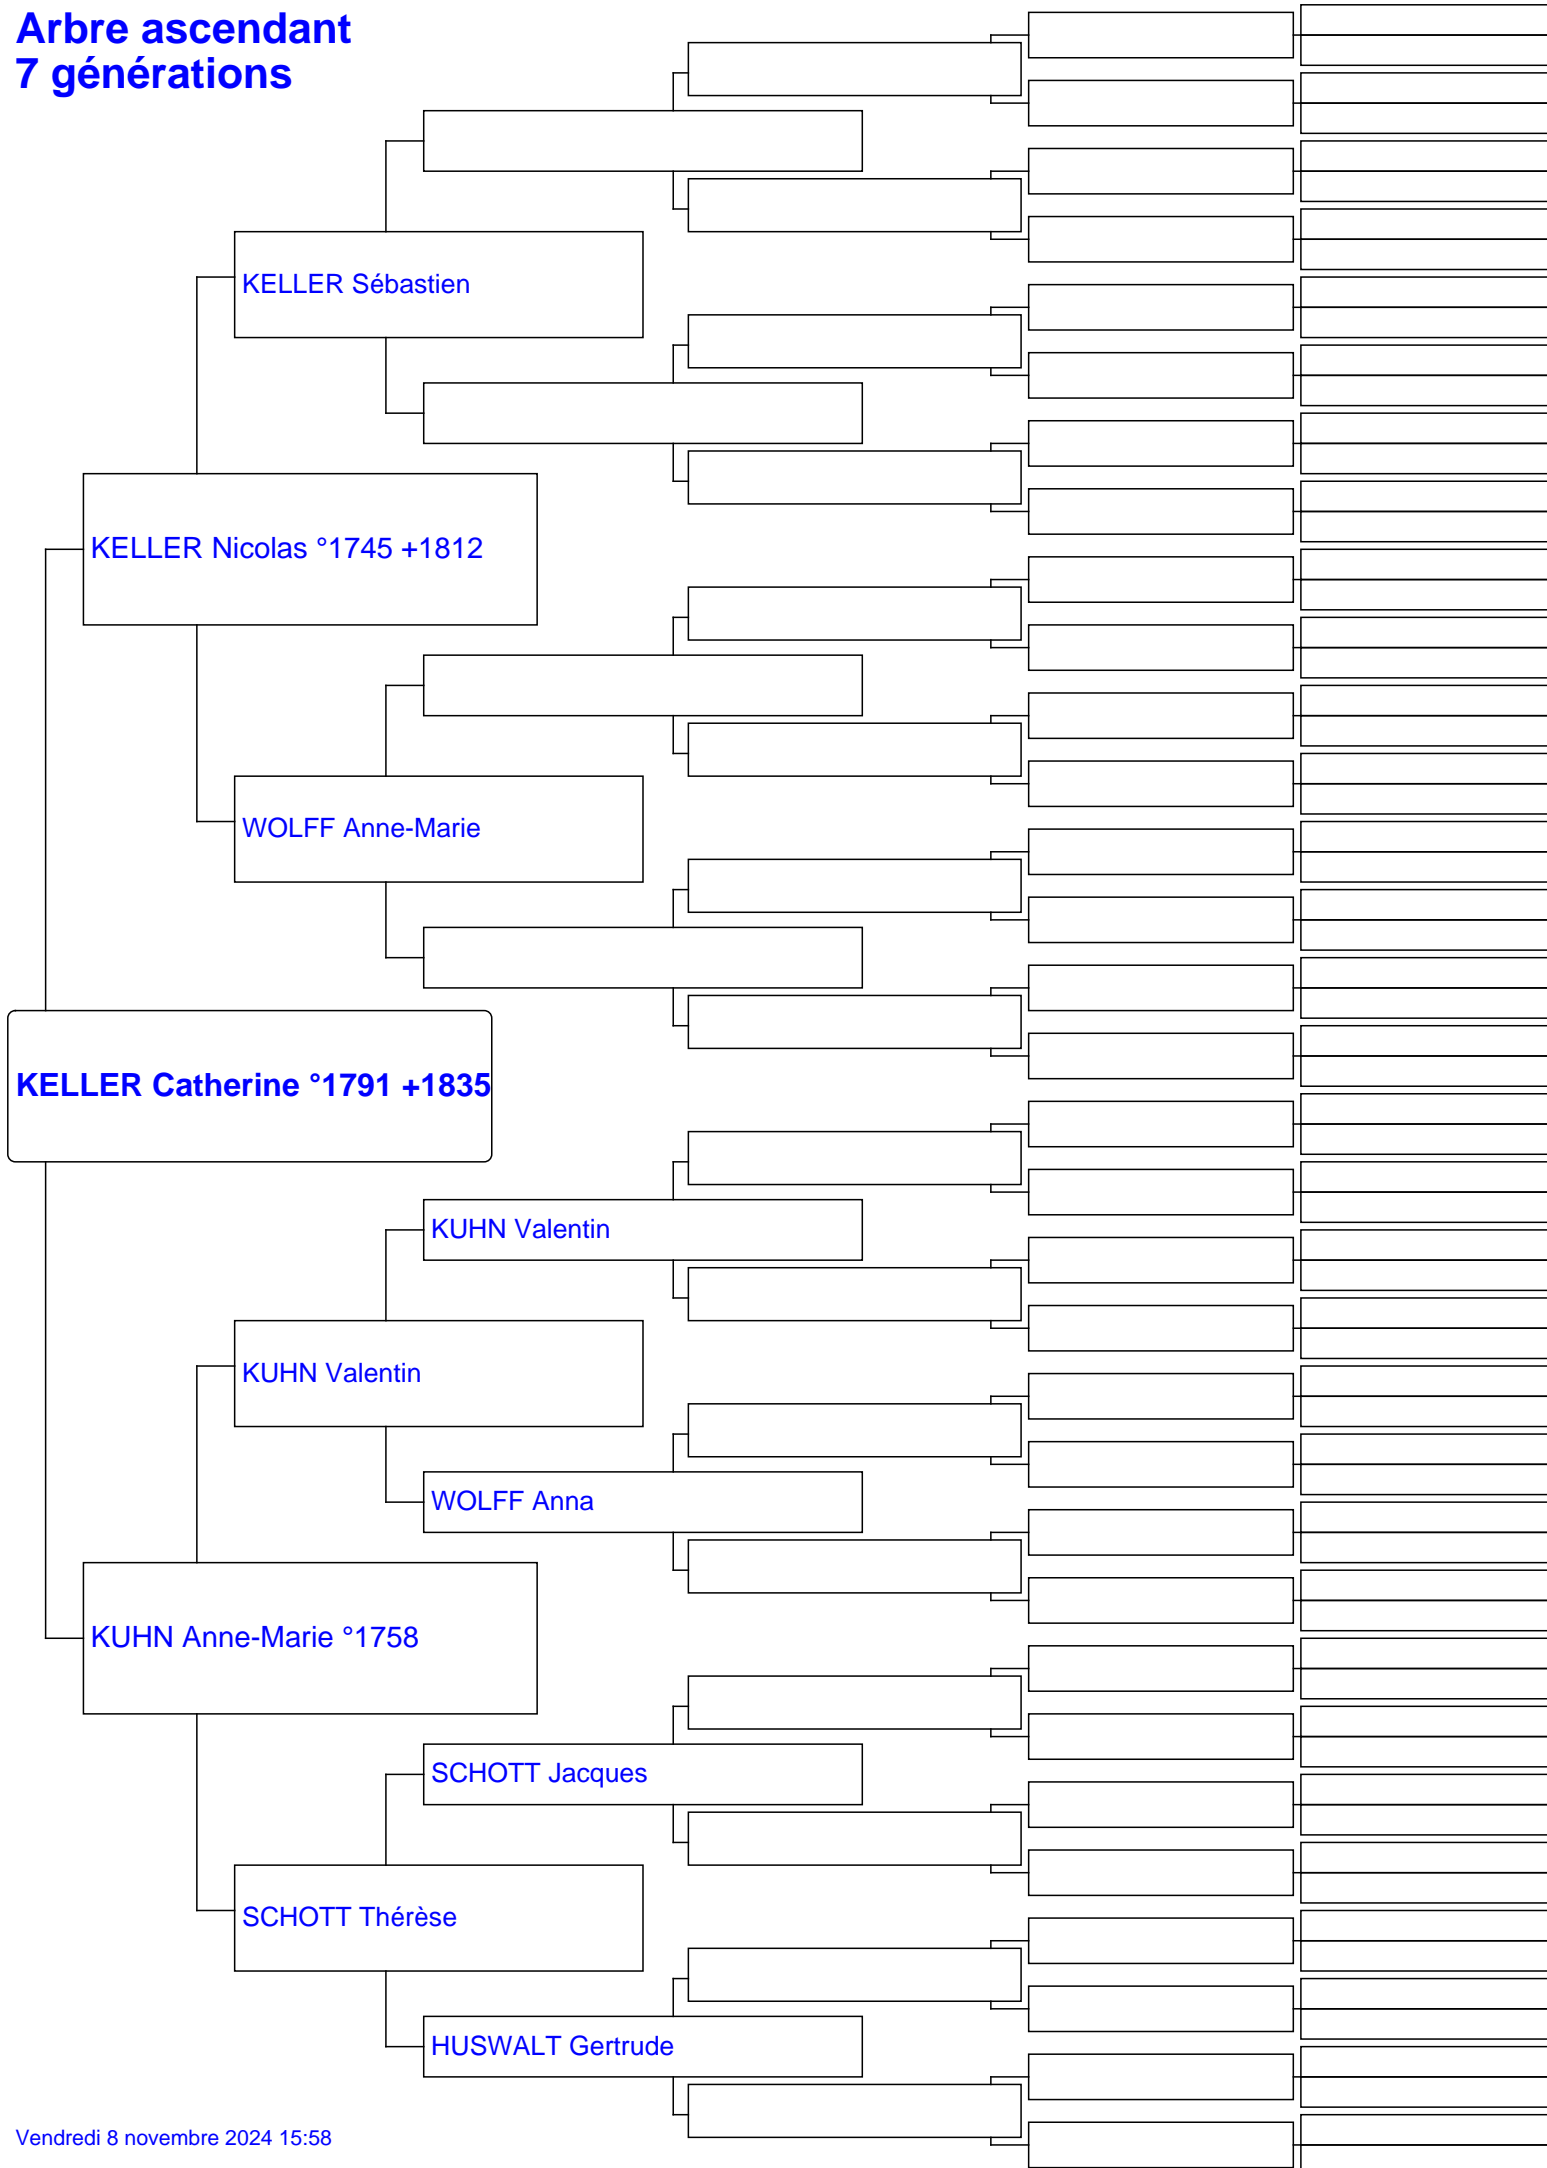 Arbre ascendant
7 générations
KELLER Sébastien
KELLER Nicolas °1745 +1812
WOLFF Anne-Marie
KELLER Catherine °1791 +1835
KUHN Valentin
KUHN Valentin
WOLFF Anna
KUHN Anne-Marie °1758
SCHOTT Jacques
SCHOTT Thérèse
HUSWALT Gertrude
Vendredi 8 novembre 2024 15:58